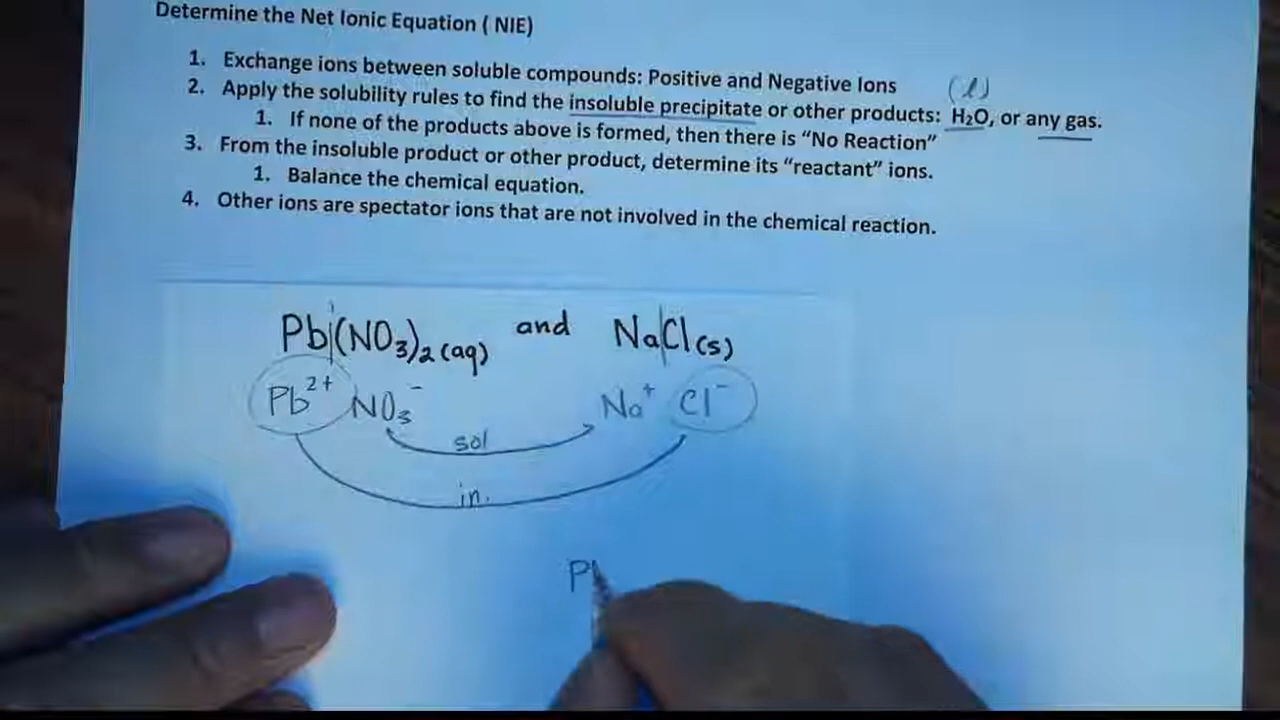 Determine the Net Ionic Equation ( NIE)
1. Exchange ions between soluble compounds: Positive and Negative Ions
(l)
2. Apply the solubility rules to find the insoluble precipitate or other products: H₂O, or any gas.
1. If none of the products above is formed, then there is “No Reaction”
3. From the insoluble product or other product, determine its “reactant” ions.
1. Balance the chemical equation.
4. Other ions are spectator ions that are not involved in the chemical reaction.
Pb|(NO₃)₂(aq) and Na|Cl(s)
Pb²⁺ NO₃⁻ Na⁺ Cl⁻
sol
in.
Pb